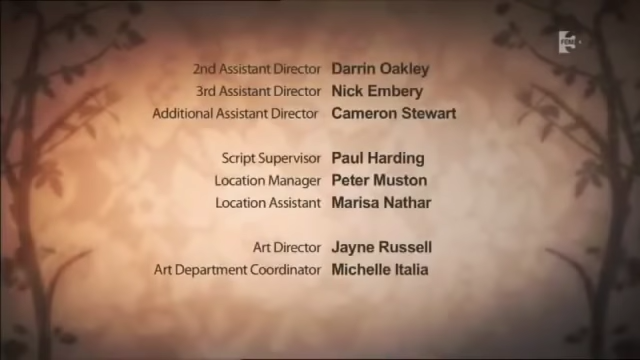 2nd Assistant Director Darrin Oakley
3rd Assistant Director Nick Embery
Additional Assistant Director Cameron Stewart
Script Supervisor Paul Harding
Location Manager Peter Muston
Location Assistant Marisa Nathar
Art Director Jayne Russell
Art Department Coordinator Michelle Italia